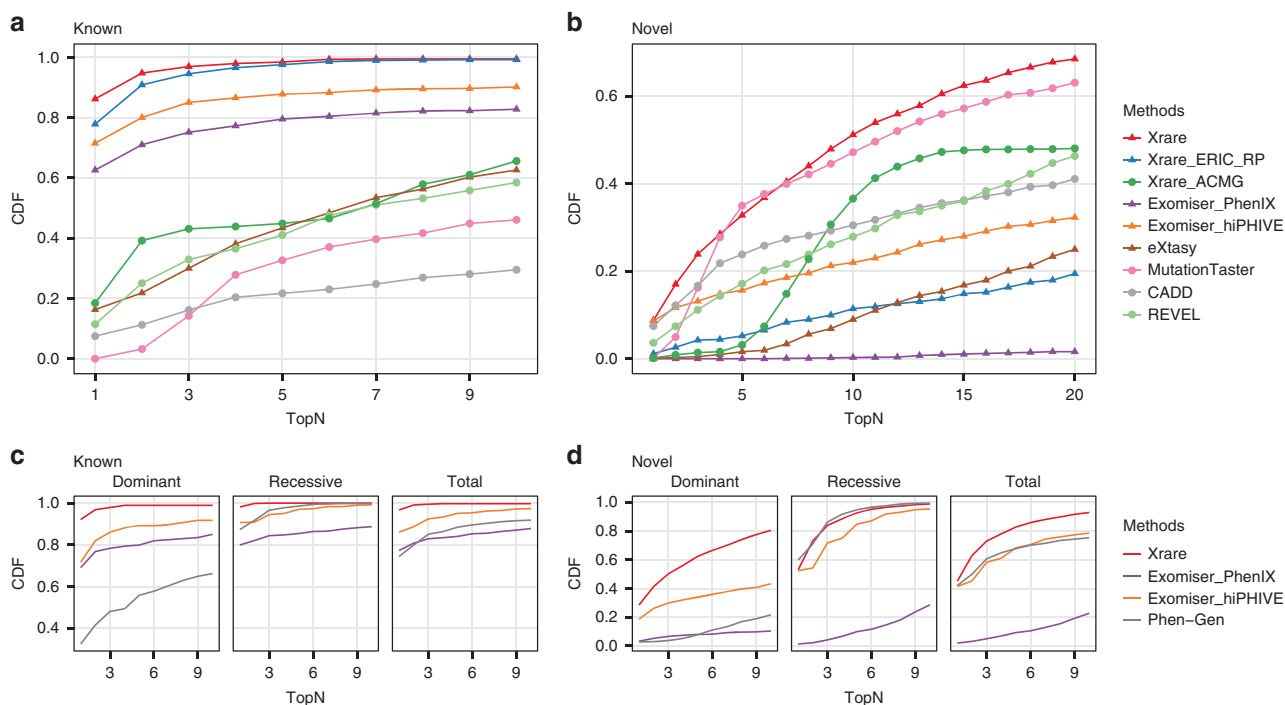 a
Known
CDF
1.0
0.8
0.6
0.4
0.2
0.0
1 3 5 7 9
TopN
b
Novel
CDF
0.6
0.4
0.2
0.0
5 10 15 20
TopN
Methods
Xrare
Xrare_ERIC_RP
Xrare_ACMG
Exomiser_PhenIX
Exomiser_hiPHIVE
eXtasy
MutationTaster
CADD
REVEL
c
Known
Dominant Recessive Total
CDF
1.0
0.8
0.6
0.4
3 6 9 3 6 9 3 6 9
TopN
d
Novel
Dominant Recessive Total
CDF
1.0
0.8
0.6
0.4
0.2
0.0
3 6 9 3 6 9 3 6 9
TopN
Methods
Xrare
Exomiser_PhenIX
Exomiser_hiPHIVE
Phen−Gen